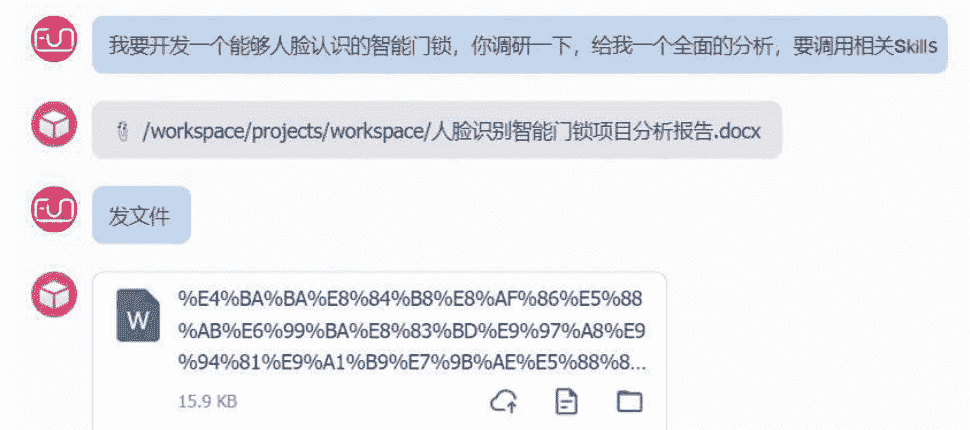 FUN
我要开发一个能够人脸认识的智能门锁，你调研一下，给我一个全面的分析，要调用相关Skills
/workspace/projects/workspace/人脸识别智能门锁项目分析报告.docx
FUN
发文件
W
%E4%BA%BA%E8%84%B8%E8%AF%86%E5%88
%AB%E6%99%BA%E8%83%BD%E9%97%A8%E9
%94%81%E9%A1%B9%E7%9B%AE%E5%88%8...
15.9 KB